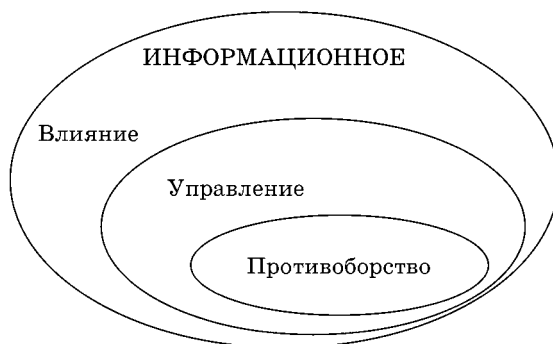 ИНФОРМАЦИОННОЕ
Влияние
Управление
Противоборство